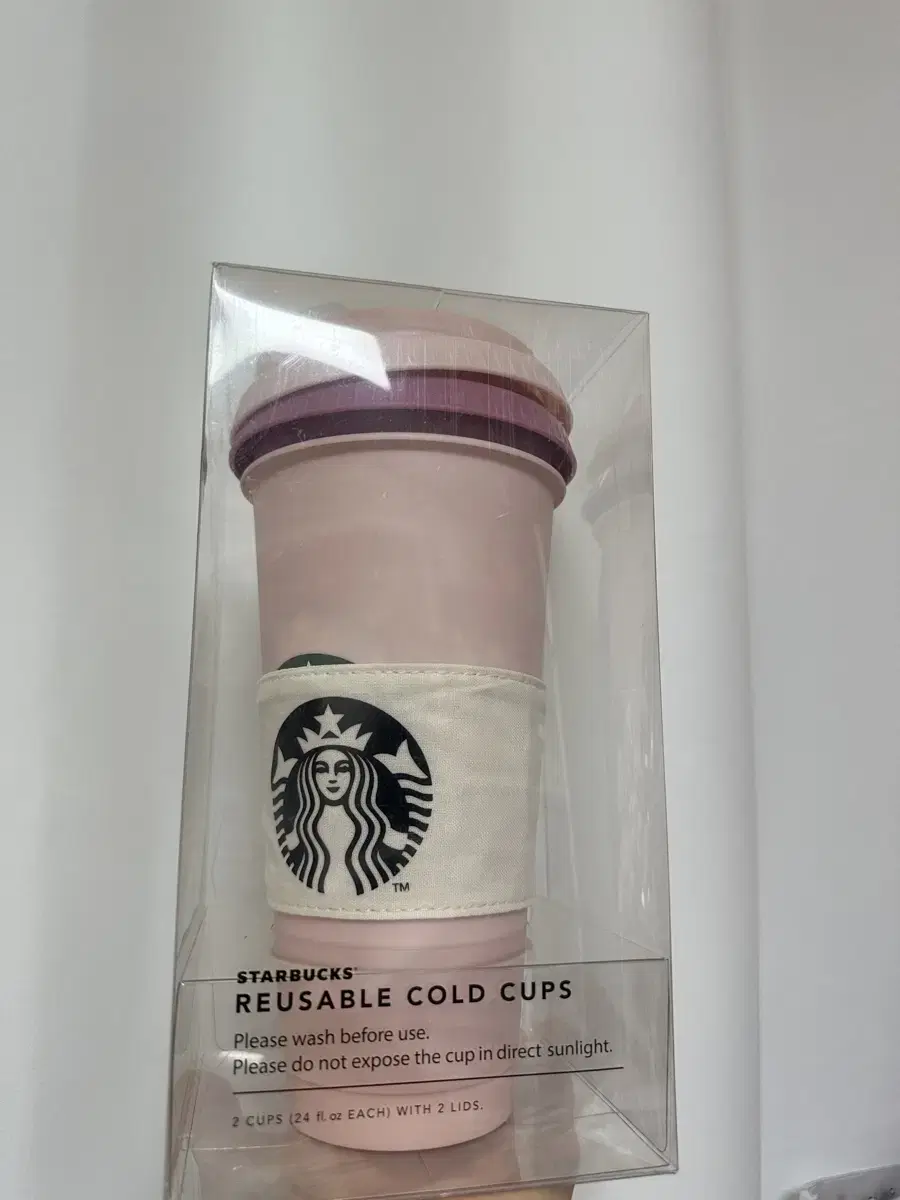 TM
STARBUCKS®
REUSABLE COLD CUPS
Please wash before use.
Please do not expose the cup in direct sunlight.
2 CUPS (24 fl. oz EACH) WITH 2 LIDS.